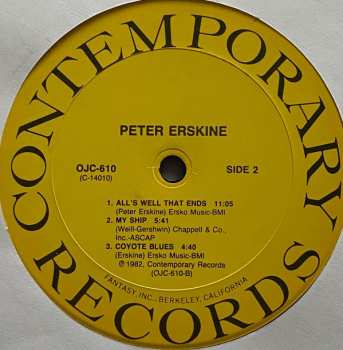 CONTEMPORARY
PETER ERSKINE
OJC-610
(C-14010)
SIDE 2
1. ALL'S WELL THAT ENDS 11:05
(Peter Erskine) Ersko Music-BMI
2. MY SHIP 5:41
(Weill-Gershwin) Chappell & Co.,
Inc.-ASCAP
3. COYOTE BLUES 4:40
(Erskine) Ersko Music-BMI
℗ 1982, Contemporary Records
(OJC-610-B)
RECORDS
FANTASY, INC., BERKELEY, CALIFORNIA